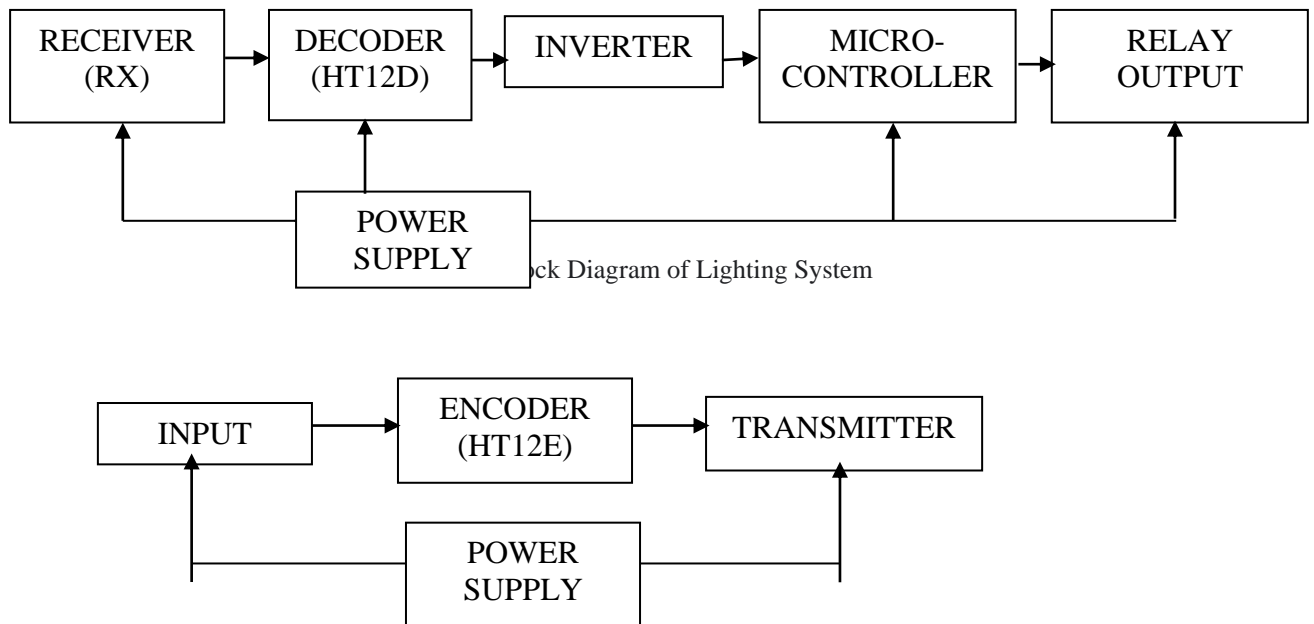 RECEIVER
(RX)
DECODER
(HT12D)
INVERTER
MICRO-
CONTROLLER
RELAY
OUTPUT
POWER
SUPPLY
Diagram of Lighting System
INPUT
ENCODER
(HT12E)
TRANSMITTER
POWER
SUPPLY